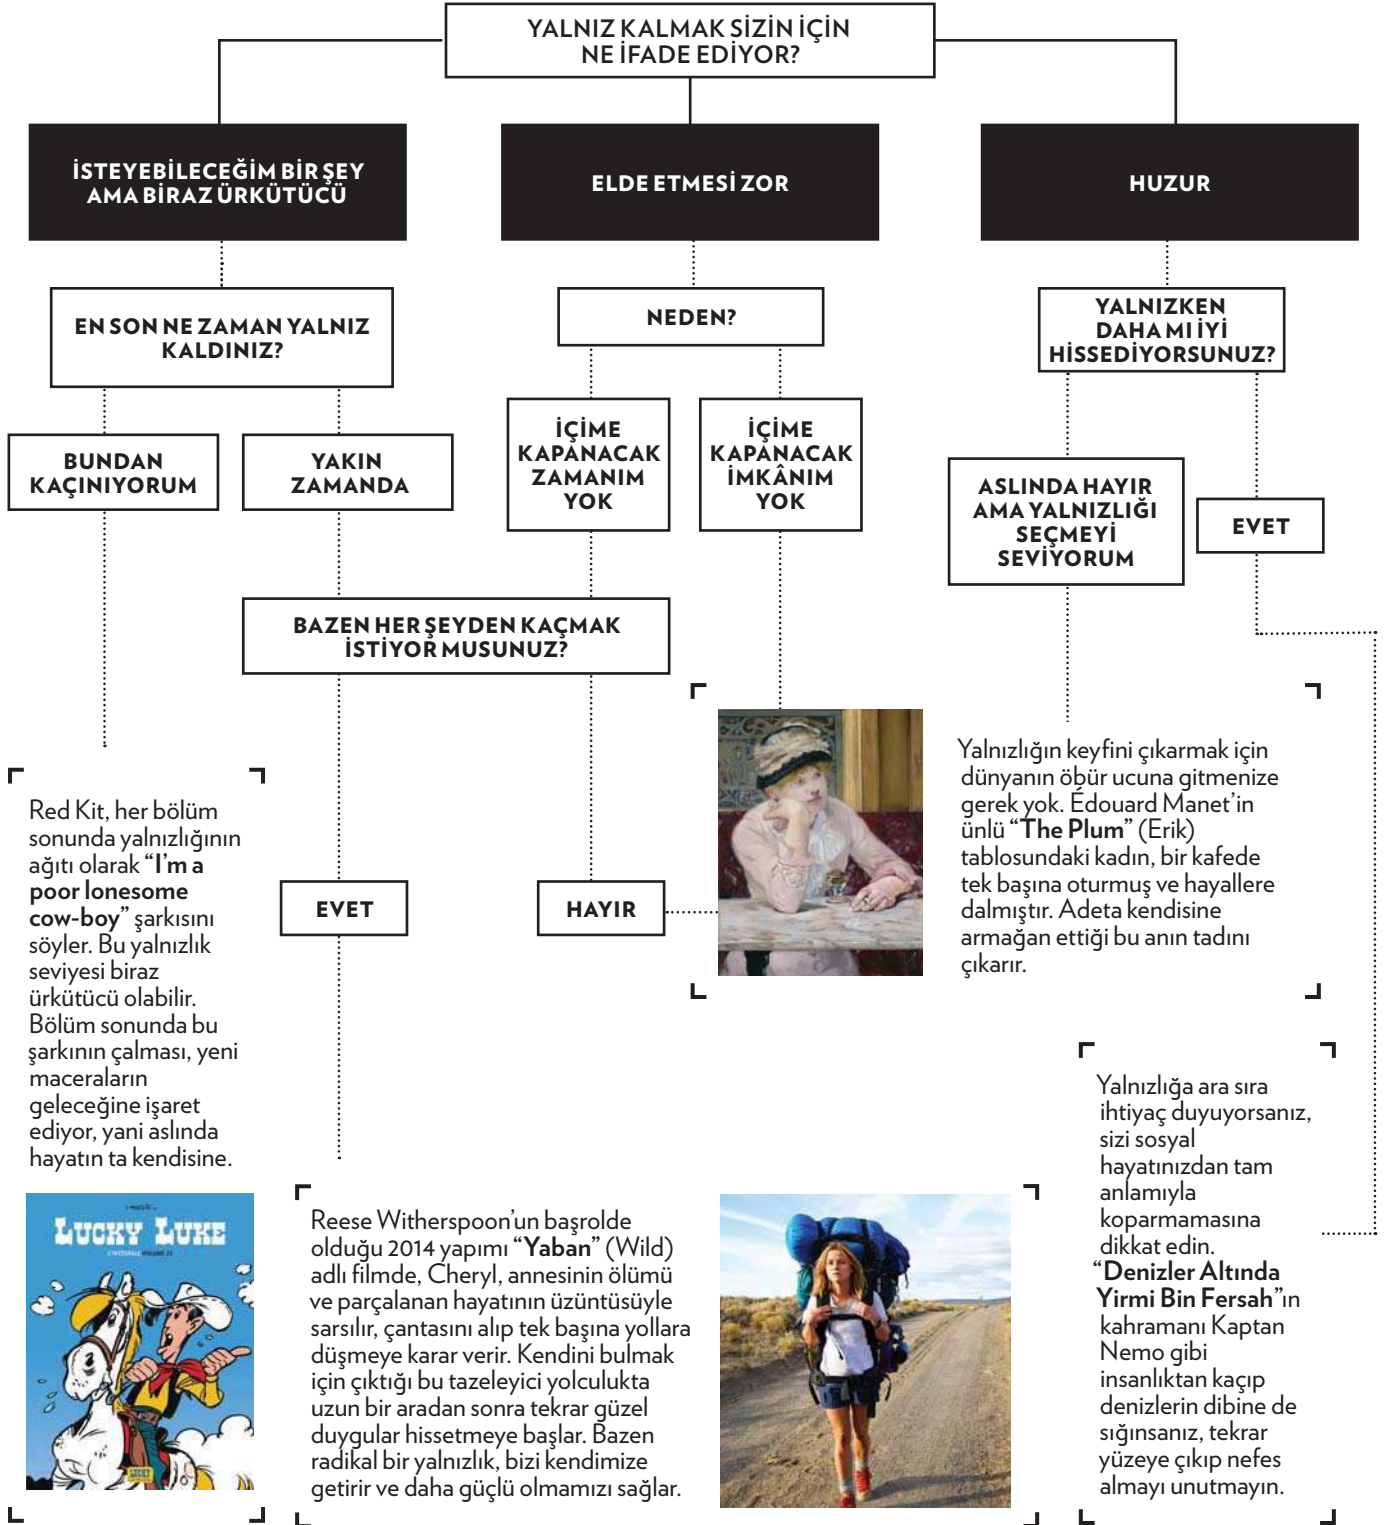 YALNIZ KALMAK SİZİN İÇİN
NE İFADE EDİYOR?
İSTEYEBİLECEĞİM BİR ŞEY
AMA BİRAZ ÜRKÜTÜCÜ
ELDE ETMESİ ZOR
HUZUR
EN SON NE ZAMAN YALNIZ
KALDINIZ?
NEDEN?
YALNIZKEN
DAHA MI İYİ
HİSSEDİYORSUNUZ?
BUNDAN
KAÇINIYORUM
YAKIN
ZAMANDA
İÇİME
KAPANACAK
ZAMANIM
YOK
İÇİME
KAPANACAK
İMKÂNIM
YOK
ASLINDA HAYIR
AMA YALNIZLIĞI
SEÇMEYİ
SEVİYORUM
EVET
BAZEN HER ŞEYDEN KAÇMAK
İSTİYOR MUSUNUZ?
EVET
HAYIR
Red Kit, her bölüm
sonunda yalnızlığının
ağıtı olarak “I’m a
poor lonesome
cow-boy” şarkısını
söyler. Bu yalnızlık
seviyesi biraz
ürkütücü olabilir.
Bölüm sonunda bu
şarkının çalması, yeni
maceraların
geleceğine işaret
ediyor, yani aslında
hayatın ta kendisine.
Yalnızlığın keyfini çıkarmak için
dünyanın öbür ucuna gitmenize
gerek yok. Édouard Manet’in
ünlü “The Plum” (Erik)
tablosundaki kadın, bir kafede
tek başına oturmuş ve hayallere
dalmıştır. Adeta kendisine
armağan ettiği bu anın tadını
çıkarır.
Yalnızlığa ara sıra
ihtiyaç duyuyorsanız,
sizi sosyal
hayatınızdan tam
anlamıyla
koparmamasına
dikkat edin.
“Denizler Altında
Yirmi Bin Fersah”ın
kahramanı Kaptan
Nemo gibi
insanlıktan kaçıp
denizlerin dibine de
sığınsanız, tekrar
yüzeye çıkıp nefes
almayı unutmayın.
LUCKY LUKE
Reese Witherspoon’un başrolde
olduğu 2014 yapımı “Yaban” (Wild)
adlı filmde, Cheryl, annesinin ölümü
ve parçalanan hayatının üzüntüsüyle
sarsılır, çantasını alıp tek başına yollara
düşmeye karar verir. Kendini bulmak
için çıktığı bu tazeleyici yolculukta
uzun bir aradan sonra tekrar güzel
duygular hissetmeye başlar. Bazen
radikal bir yalnızlık, bizi kendimize
getirir ve daha güçlü olmamızı sağlar.